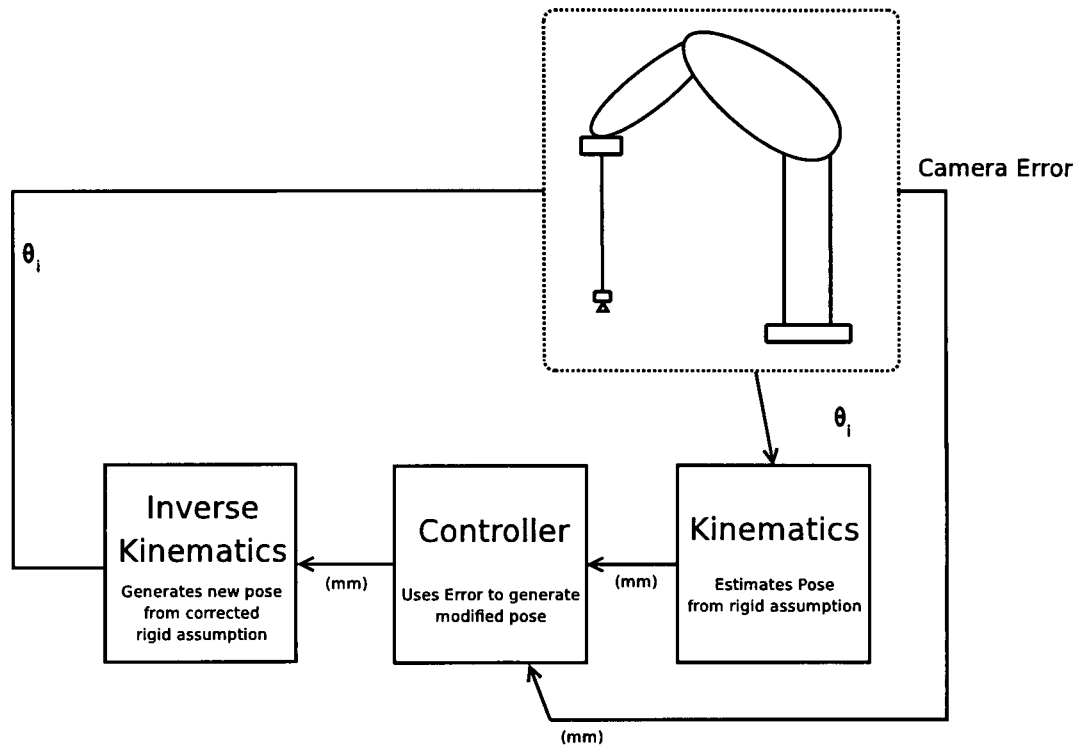 Camera Error
θi
θi
Inverse
Kinematics
Generates new pose
from corrected
rigid assumption
(mm)
Controller
Uses Error to generate
modified pose
(mm)
Kinematics
Estimates Pose
from rigid assumption
(mm)